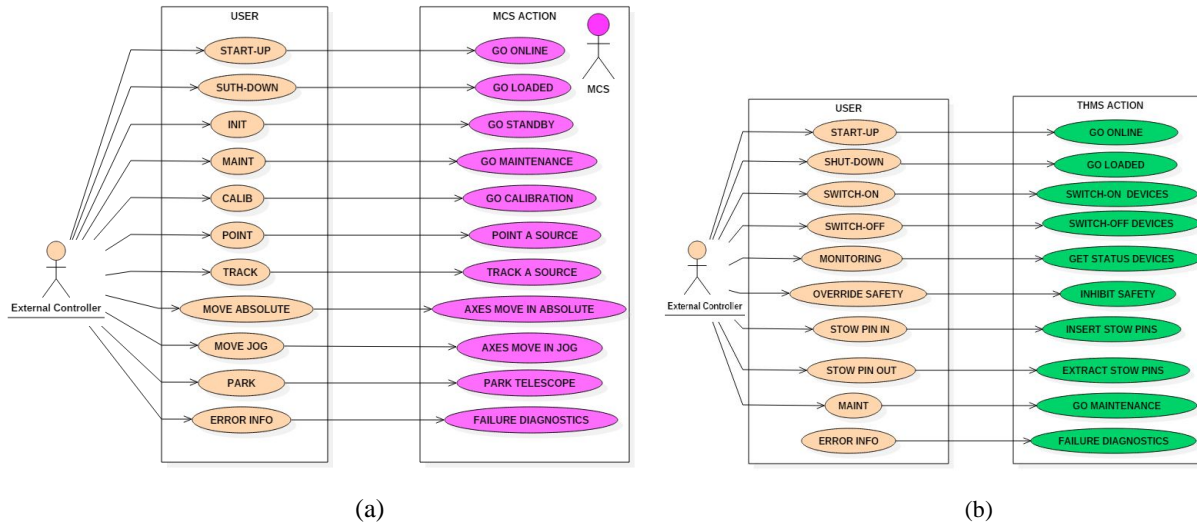 USER
MCS ACTION
START-UP
GO ONLINE
MCS
SUTH-DOWN
GO LOADED
INIT
GO STANDBY
MAINT
GO MAINTENANCE
CALIB
GO CALIBRATION
POINT
POINT A SOURCE
TRACK
TRACK A SOURCE
External Controller
MOVE ABSOLUTE
AXES MOVE IN ABSOLUTE
MOVE JOG
AXES MOVE IN JOG
PARK
PARK TELESCOPE
ERROR INFO
FAILURE DIAGNOSTICS
(a)
USER
THMS ACTION
START-UP
GO ONLINE
SHUT-DOWN
GO LOADED
SWITCH-ON
SWITCH-ON DEVICES
SWITCH-OFF
SWITCH-OFF DEVICES
MONITORING
GET STATUS DEVICES
OVERRIDE SAFETY
INHIBIT SAFETY
External Controller
STOW PIN IN
INSERT STOW PINS
STOW PIN OUT
EXTRACT STOW PINS
MAINT
GO MAINTENANCE
ERROR INFO
FAILURE DIAGNOSTICS
(b)